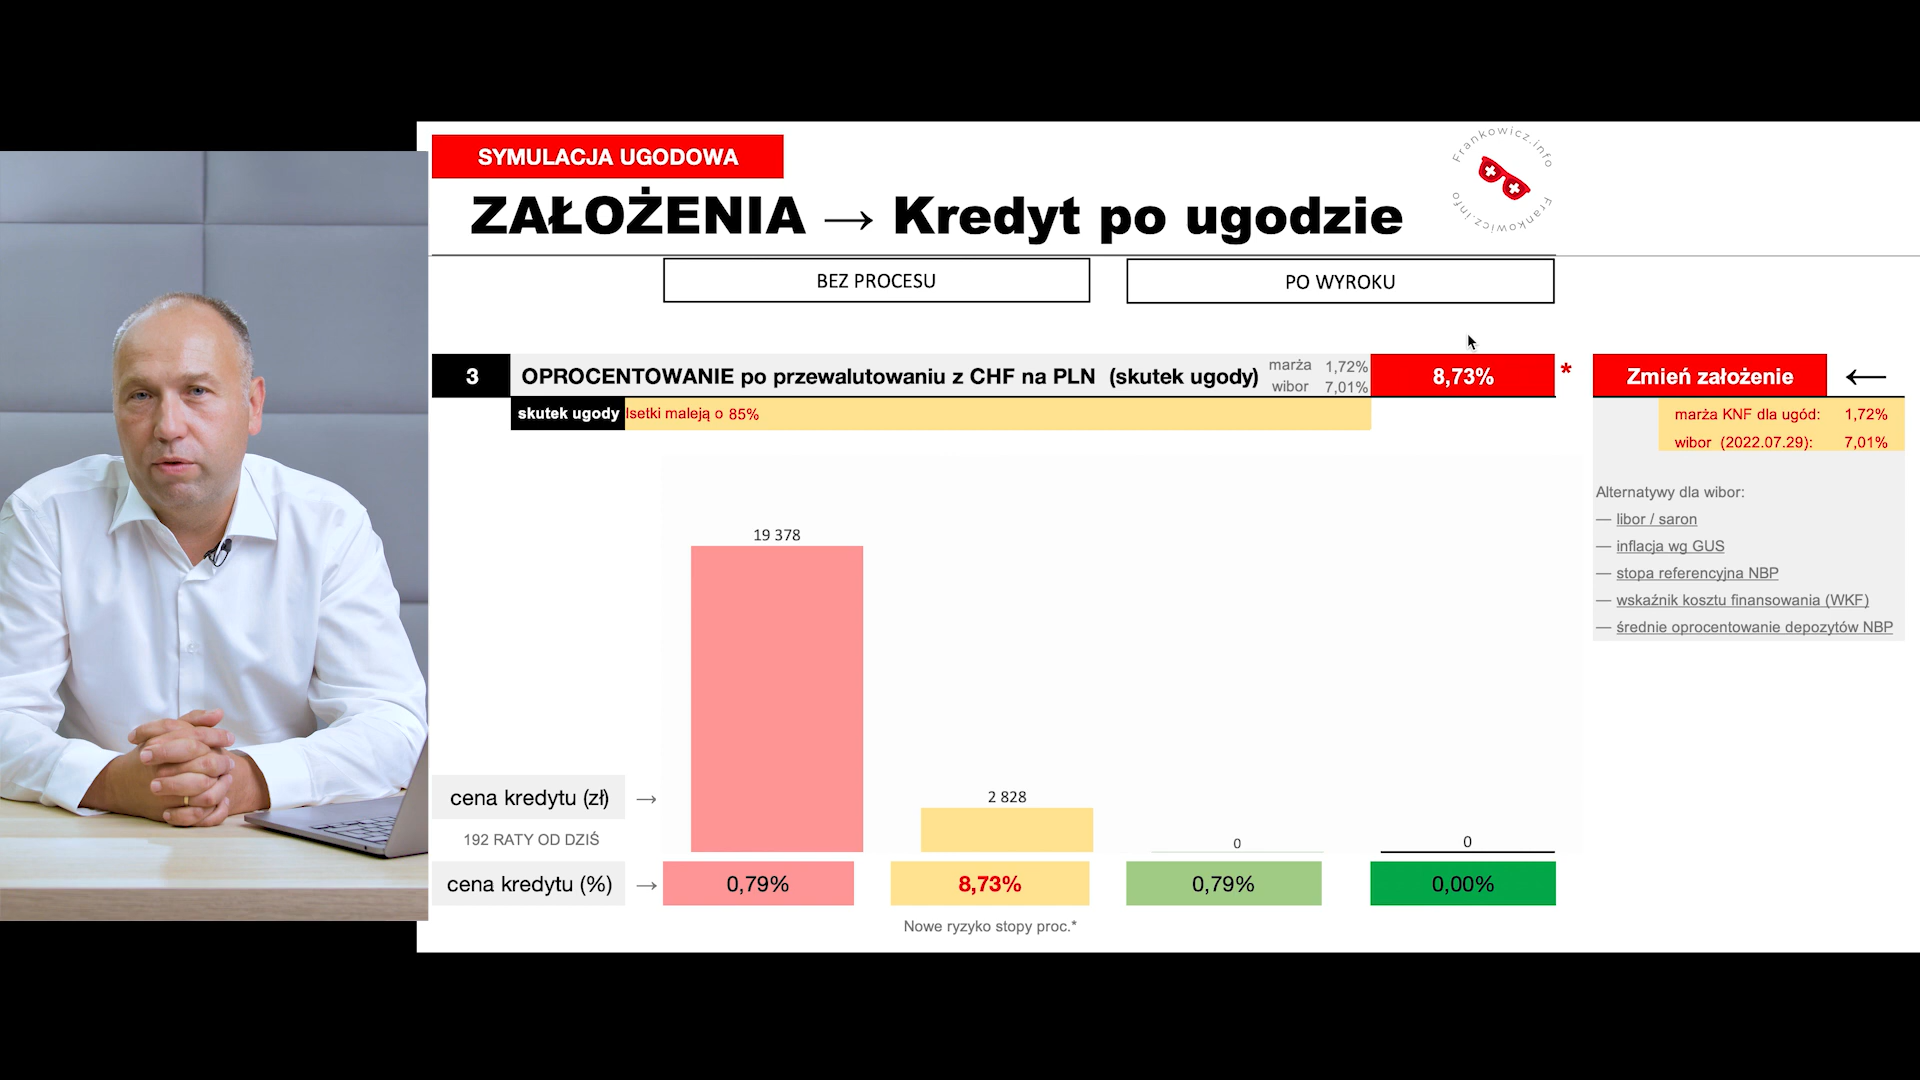 SYMULACJA UGODOWA
ZAŁOŻENIA → Kredyt po ugodzie
Frankowicz.info
Frankowicz.info
BEZ PROCESU
PO WYROKU
3
OPROCENTOWANIE po przewalutowaniu z CHF na PLN (skutek ugody)
marża 1,72%
wibor 7,01%
8,73%
*
Zmień założenie ←
skutek ugody
lsetki maleją o 85%
marża KNF dla ugód: 1,72%
wibor (2022.07.29): 7,01%
Alternatywy dla wibor:
— libor / saron
— inflacja wg GUS
— stopa referencyjna NBP
— wskaźnik kosztu finansowania (WKF)
— średnie oprocentowanie depozytów NBP
19 378
2 828
0
0
cena kredytu (zł) →
192 RATY OD DZIŚ
cena kredytu (%) →
0,79%
8,73%
0,79%
0,00%
Nowe ryzyko stopy proc.*